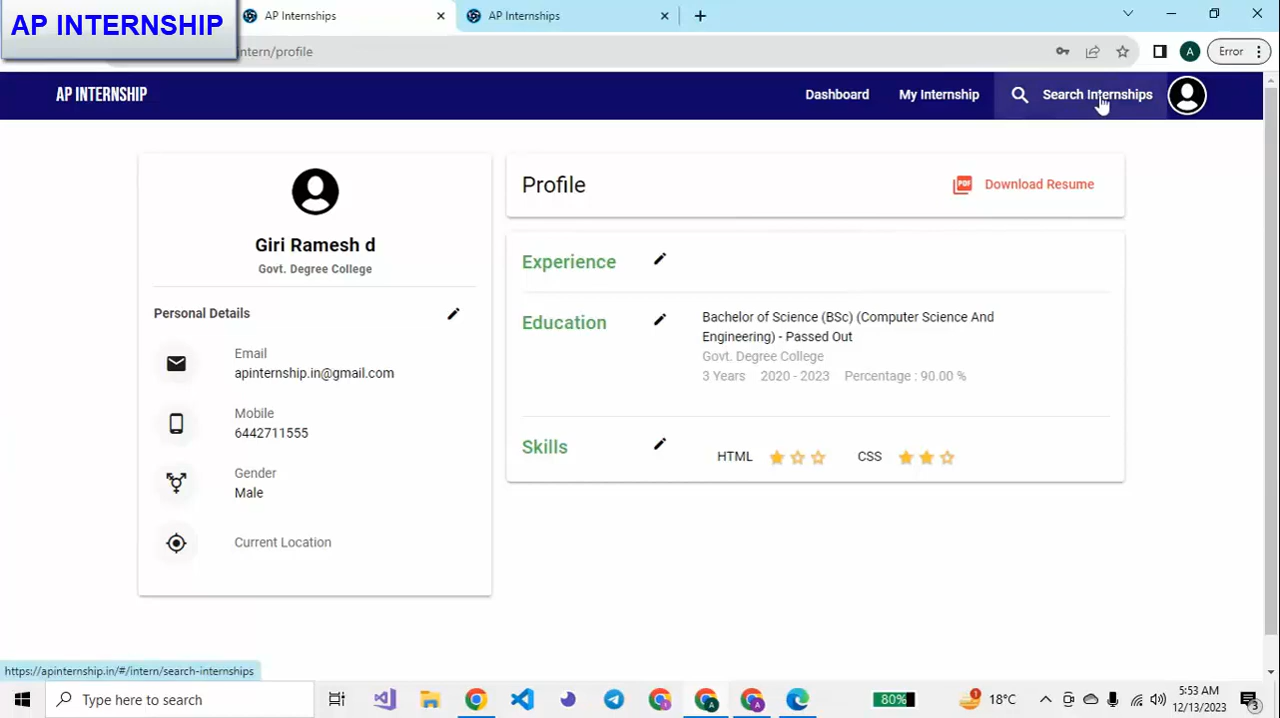 AP INTERNSHIP
AP Internships
AP Internships
intern/profile
A
Error
AP INTERNSHIP
Dashboard
My Internship
Search Internships
Giri Ramesh d
Govt. Degree College
Personal Details
Email
apinternship.in@gmail.com
Mobile
6442711555
Gender
Male
Current Location
Profile
PDF
Download Resume
Experience
Education
Bachelor of Science (BSc) (Computer Science And
Engineering) - Passed Out
Govt. Degree College
3 Years 2020 - 2023 Percentage : 90.00 %
Skills
HTML
CSS
https://apinternship.in/#/intern/search-internships
Type here to search
80%
18°C
5:53 AM
12/13/2023
3